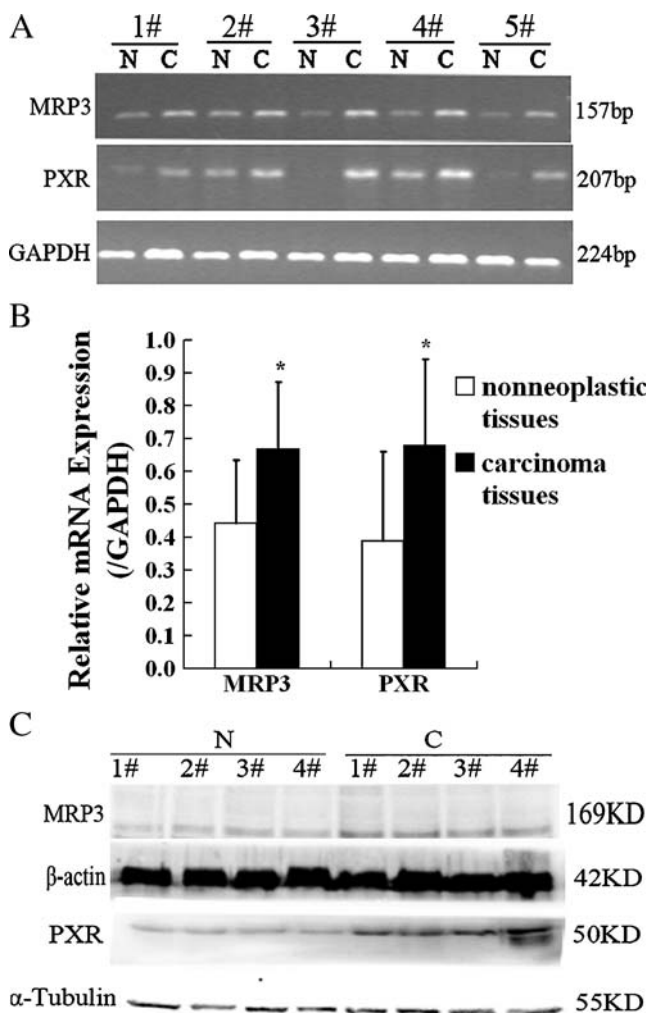 A
1# 2# 3# 4# 5#
N C N C N C N C N C
MRP3 157bp
PXR 207bp
GAPDH 224bp
B
Relative mRNA Expression
(/GAPDH)
1.0
0.9
0.8
0.7
0.6
0.5
0.4
0.3
0.2
0.1
0.0
* *
nonneoplastic
tissues
carcinoma
tissues
MRP3 PXR
C
N C
1# 2# 3# 4# 1# 2# 3# 4#
MRP3 169KD
β-actin 42KD
PXR 50KD
α-Tubulin 55KD